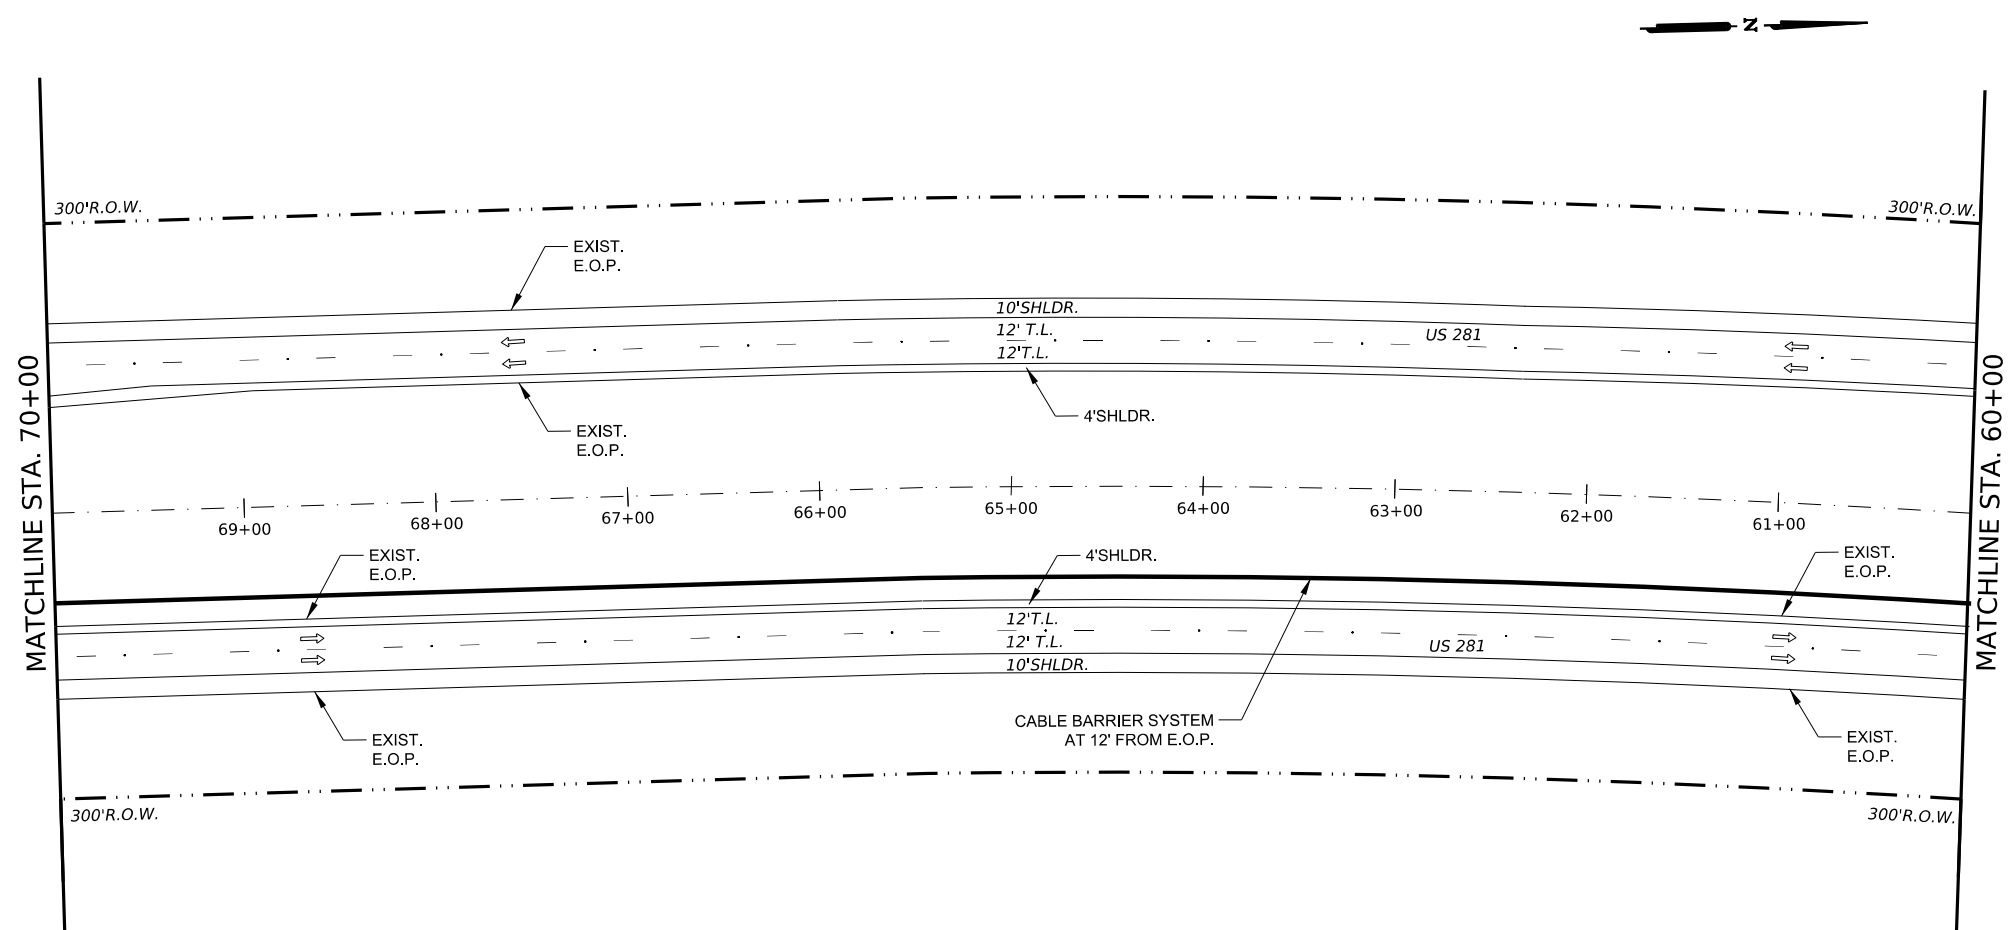 N
300'R.O.W.
300'R.O.W.
EXIST.
E.O.P.
10'SHLDR.
12' T.L.
12'T.L.
US 281
4'SHLDR.
EXIST.
E.O.P.
MATCHLINE STA. 70+00
MATCHLINE STA. 60+00
69+00
68+00
67+00
66+00
65+00
64+00
63+00
62+00
61+00
EXIST.
E.O.P.
4'SHLDR.
EXIST.
E.O.P.
12'T.L.
12' T.L.
10'SHLDR.
US 281
CABLE BARRIER SYSTEM
AT 12' FROM E.O.P.
EXIST.
E.O.P.
EXIST.
E.O.P.
300'R.O.W.
300'R.O.W.